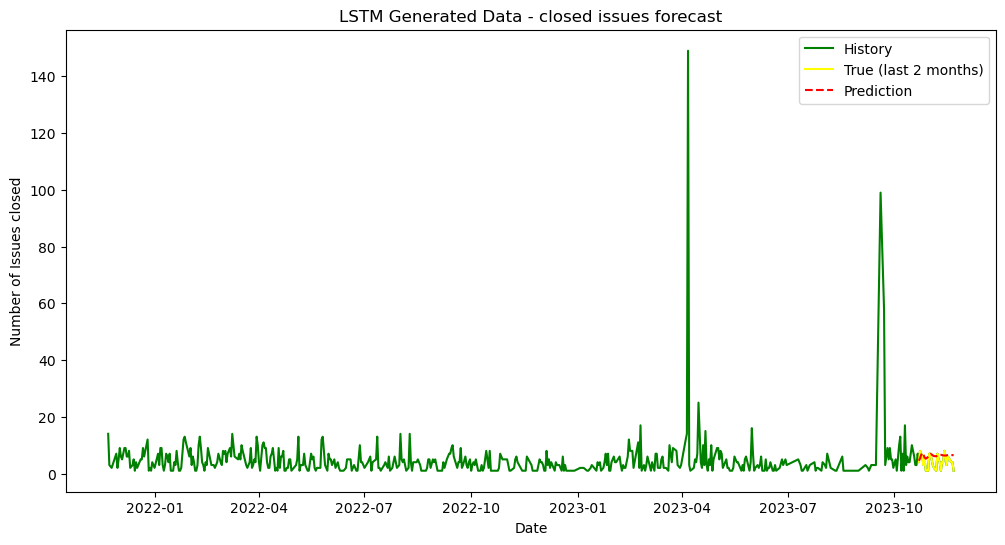 LSTM Generated Data - closed issues forecast
History
True (last 2 months)
Prediction
Number of Issues closed
140
120
100
80
60
40
20
0
2022-01
2022-04
2022-07
2022-10
2023-01
2023-04
2023-07
2023-10
Date